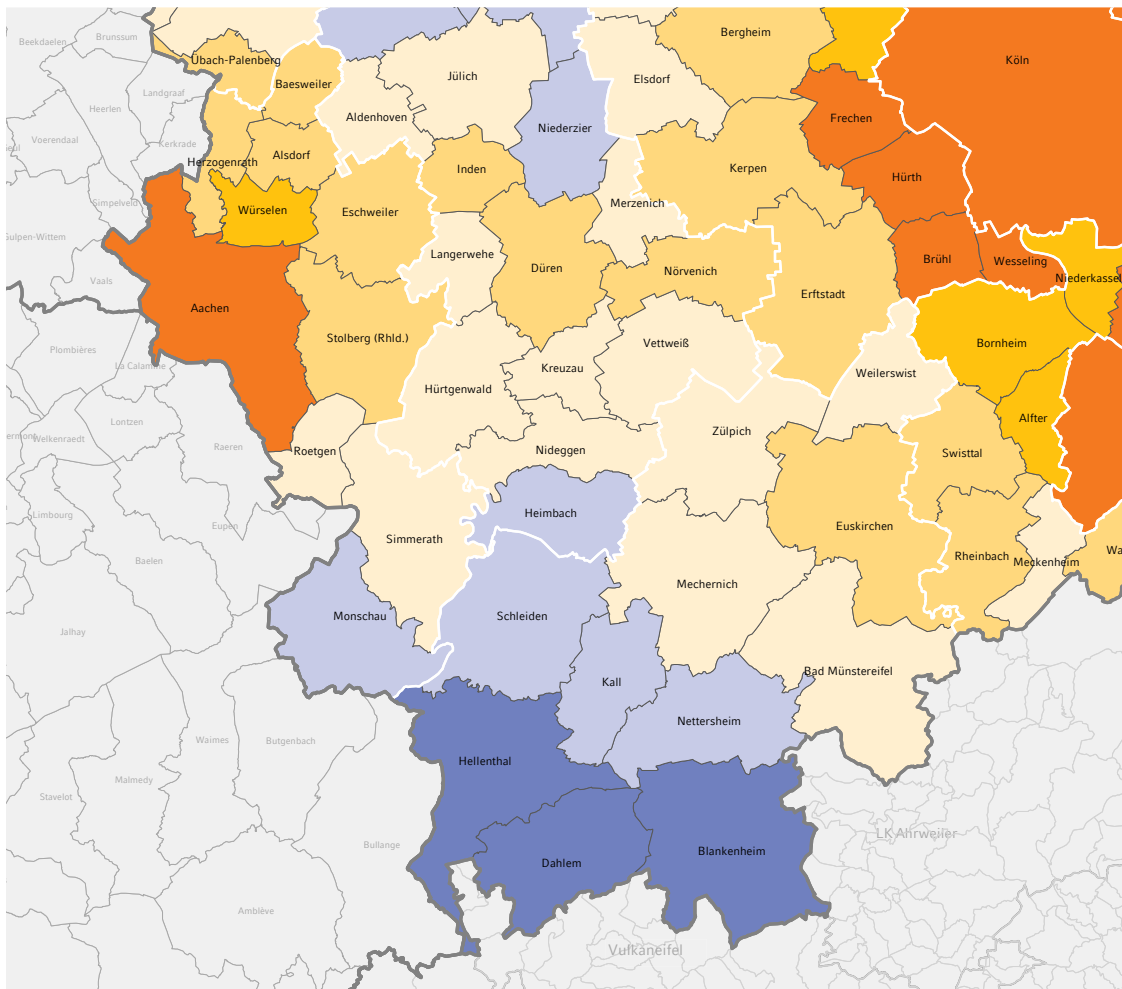 Bergheim
Brunssum
Beekdaelen
Übach-Palenberg
Köln
Jülich
Elsdorf
Baesweiler
Landgraaf
Heerlen
Aldenhoven
Frechen
Niederzier
Voerendaal
Kerkrade
Alsdorf
Herzogenrath
Inden
Kerpen
Hürth
Simpelveld
Merzenich
Würselen
Eschweiler
Gulpen-Wittem
Langerwehe
Brühl
Wesseling
Düren
Nörvenich
Niederkassel
Vaals
Erftstadt
Aachen
Stolberg (Rhld.)
Vettweiß
Bornheim
Plombières
La Calamine
Kreuzau
Weilerswist
Hürtgenwald
Alfter
Lontzen
Zülpich
Welkenraedt
Raeren
Roetgen
Nideggen
Swisttal
Limbourg
Heimbach
Eupen
Euskirchen
Simmerath
Wa
Baelen
Rheinbach
Meckenheim
Mechernich
Monschau
Schleiden
Jalhay
Bad Münstereifel
Kall
Nettersheim
Waimes
Butgenbach
Hellenthal
Malmedy
Stavelot
LK Ahrweiler
Bullange
Blankenheim
Dahlem
Amblève
Vulkaneifel